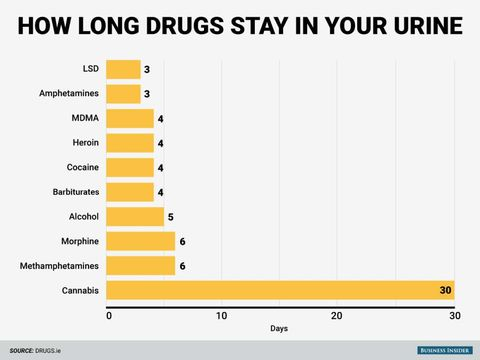 HOW LONG DRUGS STAY IN YOUR URINE
LSD 3
Amphetamines 3
MDMA 4
Heroin 4
Cocaine 4
Barbiturates 4
Alcohol 5
Morphine 6
Methamphetamines 6
Cannabis 30
0 10 20 30
Days
SOURCE: DRUGS.ie BUSINESS INSIDER